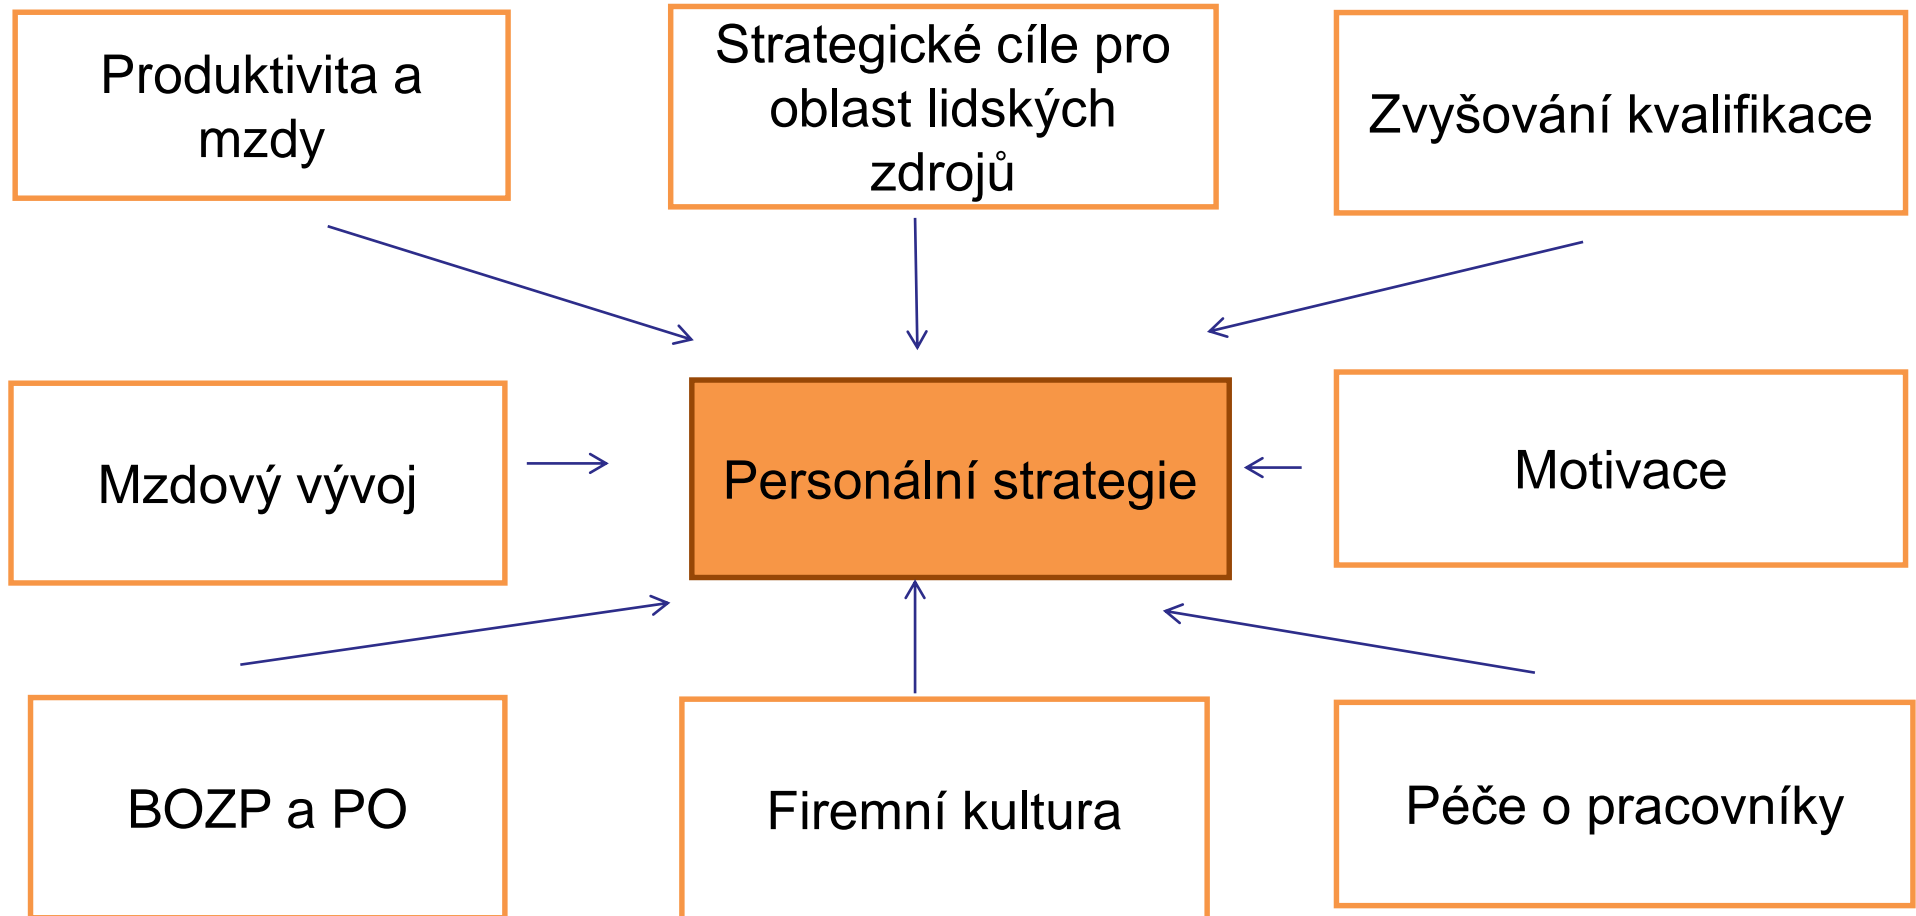 Produktivita a
mzdy
Strategické cíle pro
oblast lidských
zdrojů
Zvyšování kvalifikace
Mzdový vývoj
Personální strategie
Motivace
BOZP a PO
Firemní kultura
Péče o pracovníky